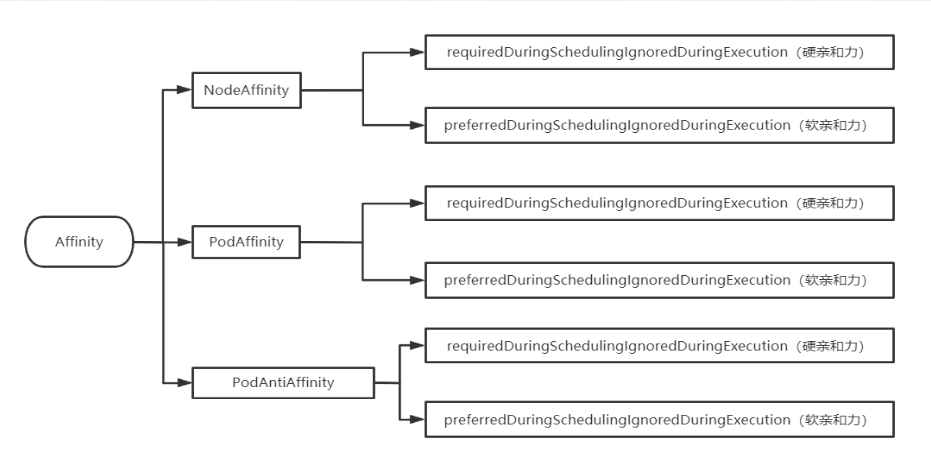 Affinity
NodeAffinity
requiredDuringSchedulingIgnoredDuringExecution（硬亲和力）
preferredDuringSchedulingIgnoredDuringExecution（软亲和力）
PodAffinity
requiredDuringSchedulingIgnoredDuringExecution（硬亲和力）
preferredDuringSchedulingIgnoredDuringExecution（软亲和力）
PodAntiAffinity
requiredDuringSchedulingIgnoredDuringExecution（硬亲和力）
preferredDuringSchedulingIgnoredDuringExecution（软亲和力）